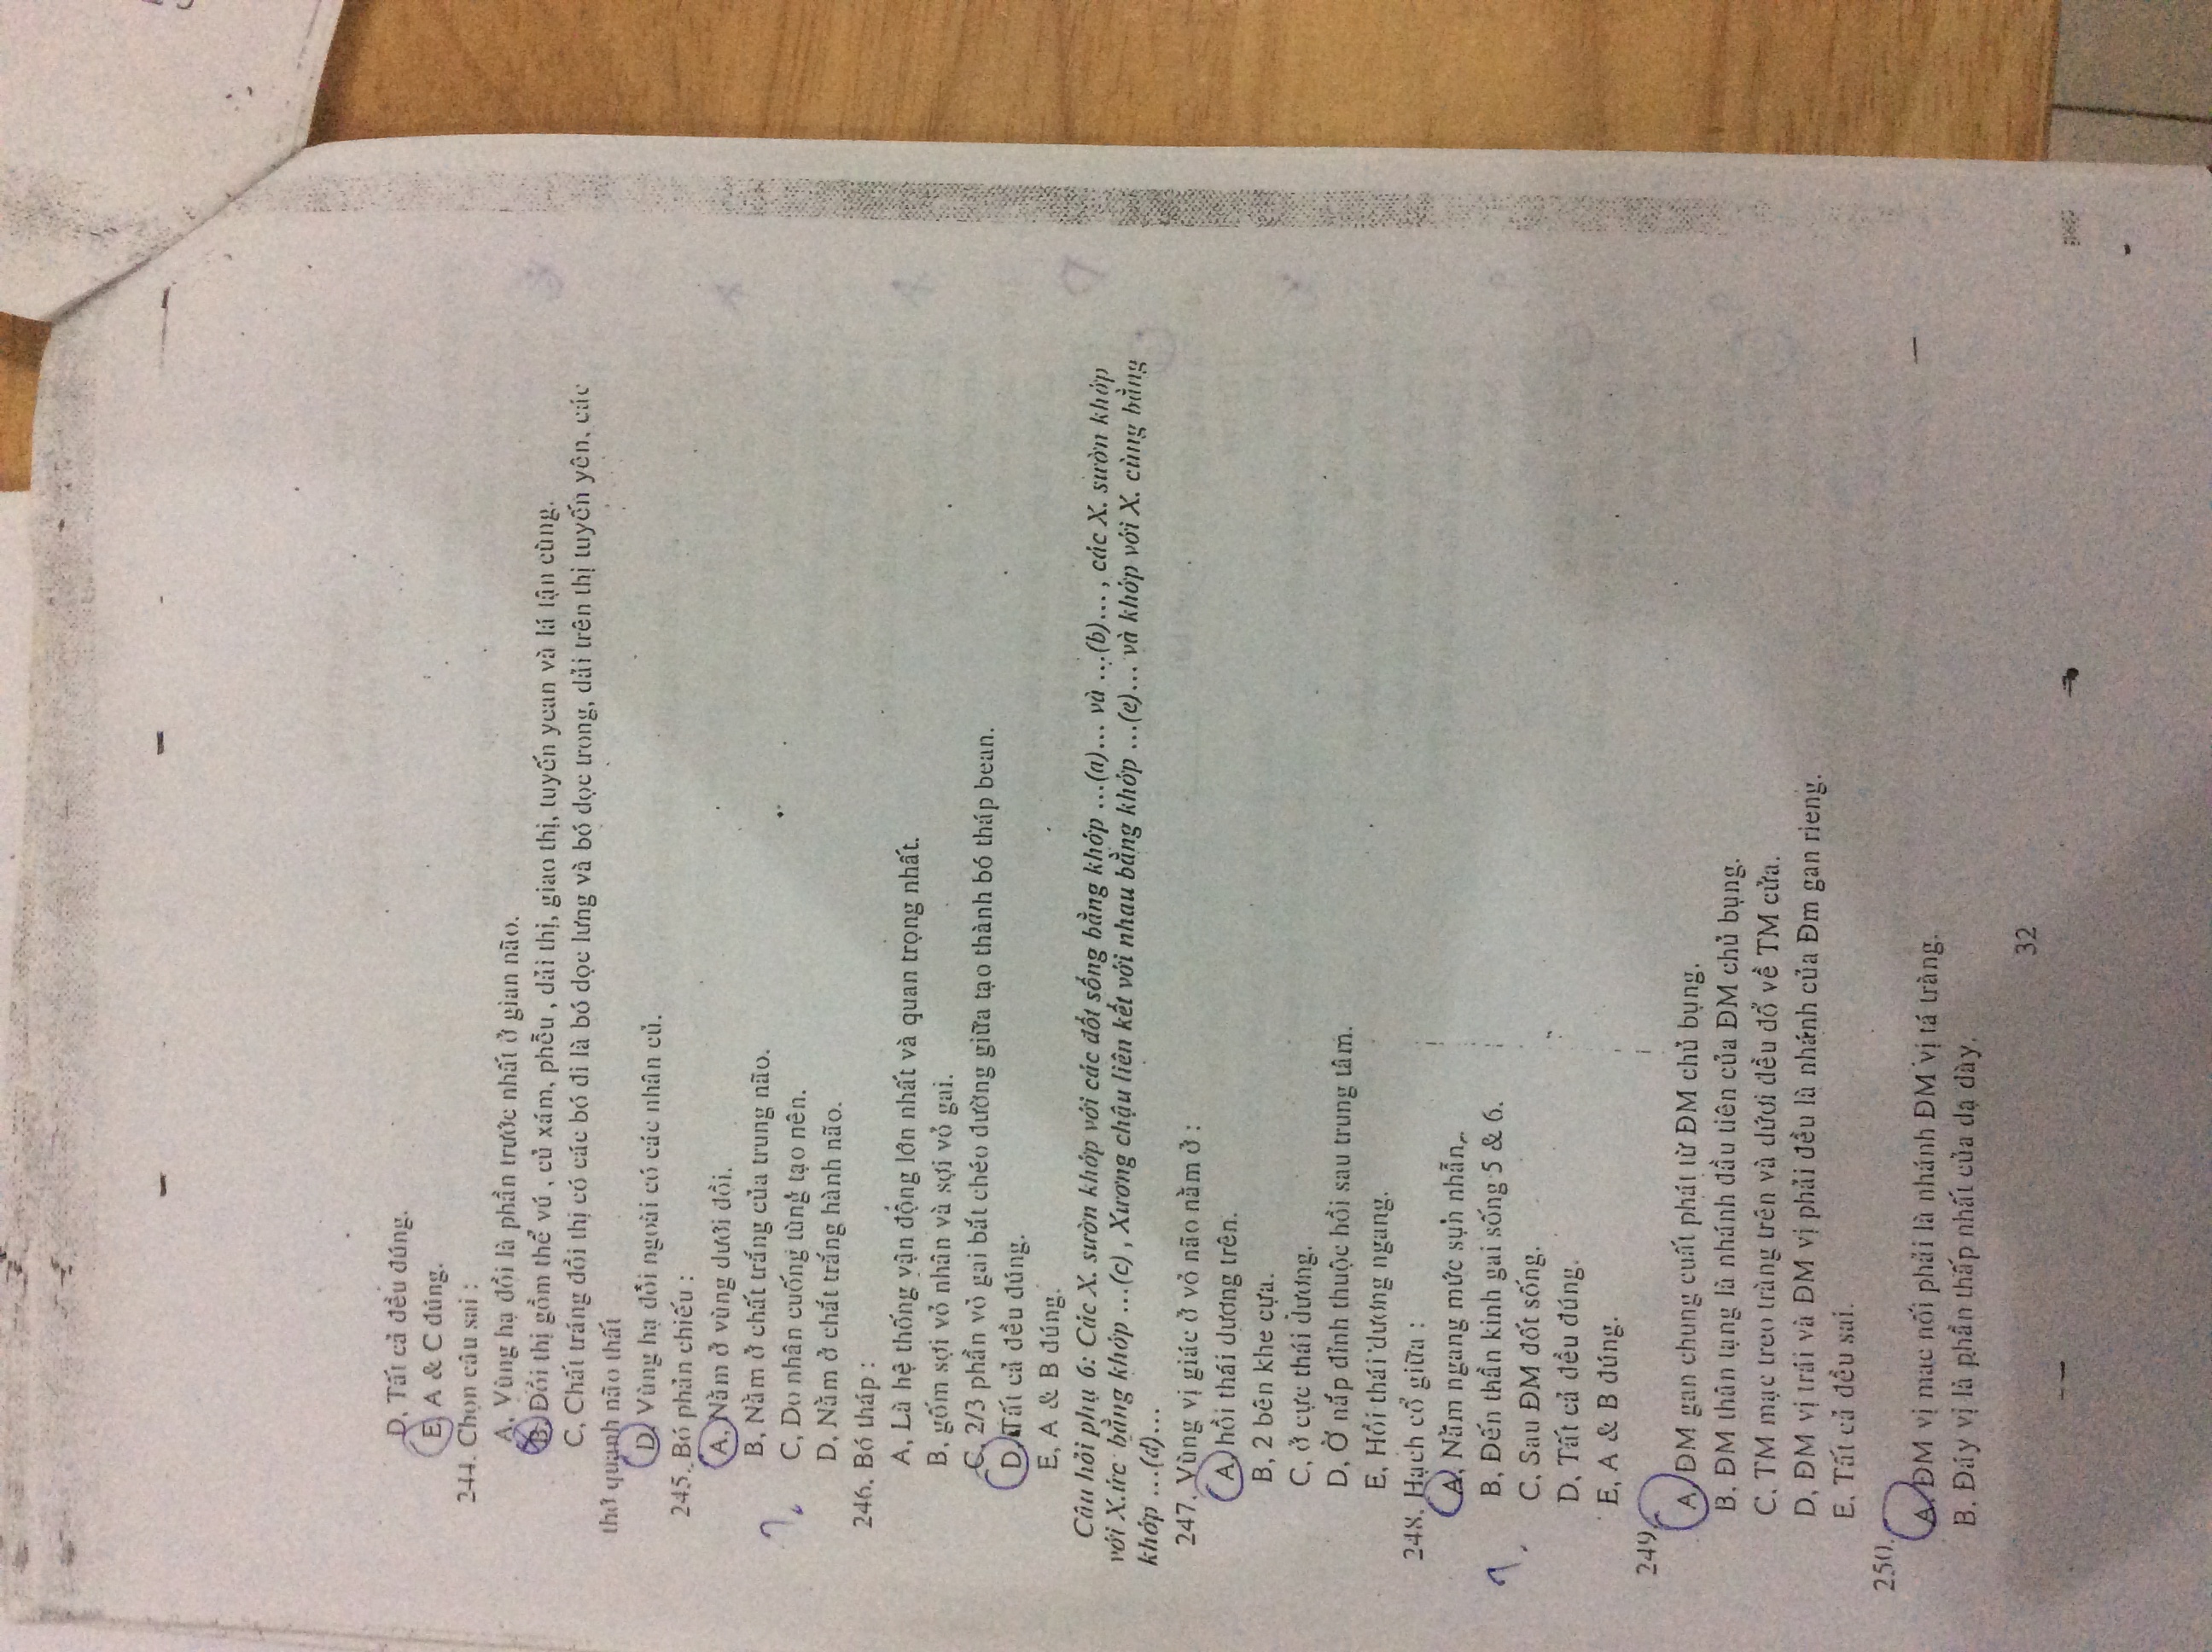 D. Tất cả đều đúng.
E, A & C đúng.
244. Chọn câu sai :
A. Vùng hạ đồi là phần trước nhất ở gian não.
B. Đồi thị gồm thể vú , củ xám, phễu , dải thị, giao thị, tuyến yean và lá tận cùng.
C, Chất tráng đồi thị có các bó đi là bó dọc lưng và bó dọc trong, dải trên thị tuyến yên, các
thớ quanh não thất
D. Vùng hạ đồi ngoài có các nhân củ.
245. Bó phản chiếu :
A. Nằm ở vùng dưới đồi.
B, Nằm ở chất trắng của trung não.
C, Do nhân cuống tùng tạo nên.
D, Nằm ở chất trắng hành não.
246. Bó tháp :
A, Là hệ thống vận động lớn nhất và quan trọng nhất.
B, gồm sợi vỏ nhân và sợi vỏ gai.
C, 2/3 phần vỏ gai bắt chéo đường giữa tạo thành bó tháp bean.
D, Tất cả đều đúng.
E, A & B đúng.
Câu hỏi phụ 6: Các X. sườn khớp với các đốt sống bằng khớp ...(a)... và ...(b)... , các X. sườn khớp
với X.ức bằng khớp ...(c) , Xương chậu liên kết với nhau bằng khớp ...(e)... và khớp với X. cùng bằng
khớp ...(d)...
247. Vùng vị giác ở vỏ não nằm ở :
A, hồi thái dương trên.
B, 2 bên khe cựa.
C, ở cực thái dương.
D, Ở nắp đỉnh thuộc hồi sau trung tâm.
E, Hồi thái dương ngang.
248. Hạch cổ giữa :
A, Nằm ngang mức sụn nhẫn,.
B, Đến thần kinh gai sống 5 & 6.
C, Sau ĐM đốt sống.
D, Tất cả đều đúng.
E, A & B đúng.
249.
A, ĐM gan chung cuất phát từ ĐM chủ bụng.
B. ĐM thân tạng là nhánh đầu tiên của ĐM chủ bụng.
C. TM mạc treo tràng trên và dưới đều đổ về TM cửa.
D, ĐM vị trái và ĐM vị phải đều là nhánh của Đm gan rieng.
E. Tất cả đều sai.
250.
A. ĐM vị mac nối phải là nhánh ĐM vị tá tràng.
B. Đáy vị là phần thấp nhất của dạ dày.
32